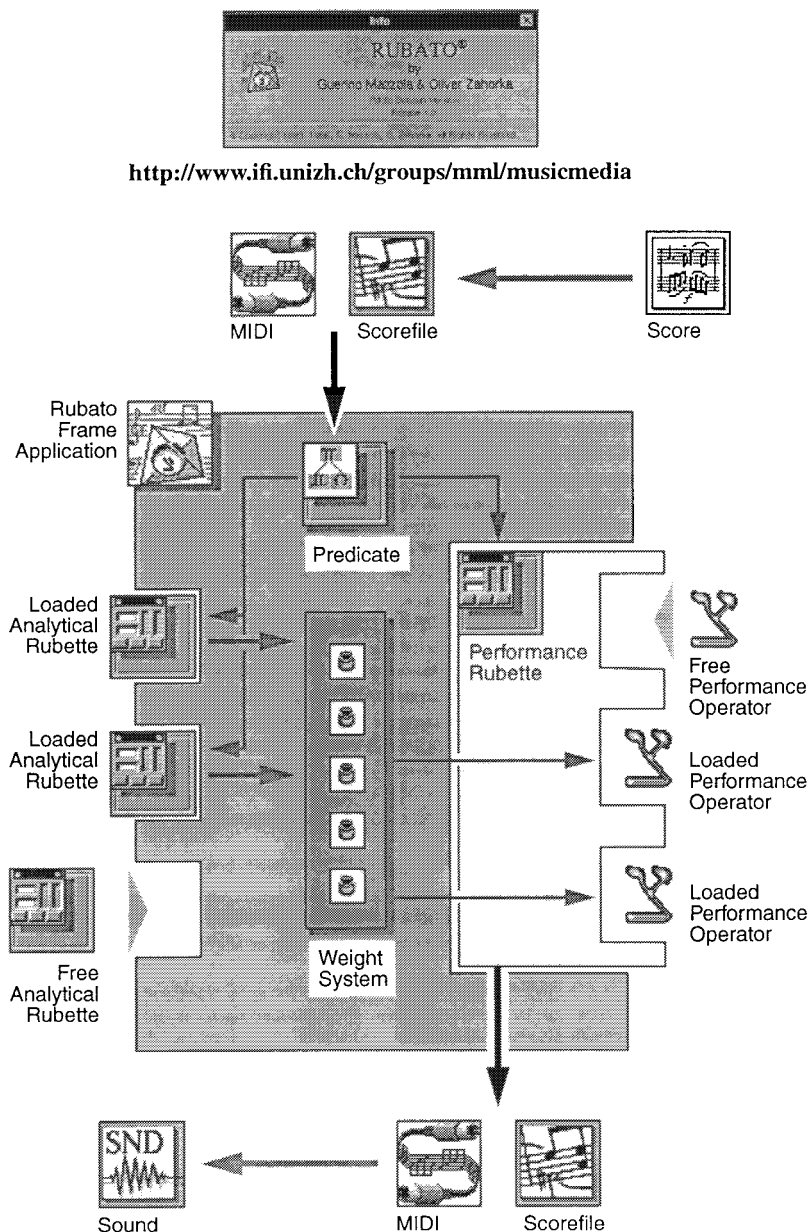 Info
RUBATO®
by
Guerino Mazzola & Oliver Zahorka
http://www.ifi.unizh.ch/groups/mml/musicmedia
MIDI
Scorefile
Score
Rubato
Frame
Application
Predicate
Loaded
Analytical
Rubette
Performance
Rubette
Free
Performance
Operator
Loaded
Analytical
Rubette
Loaded
Performance
Operator
Free
Analytical
Rubette
Weight
System
Loaded
Performance
Operator
SND
Sound
MIDI
Scorefile